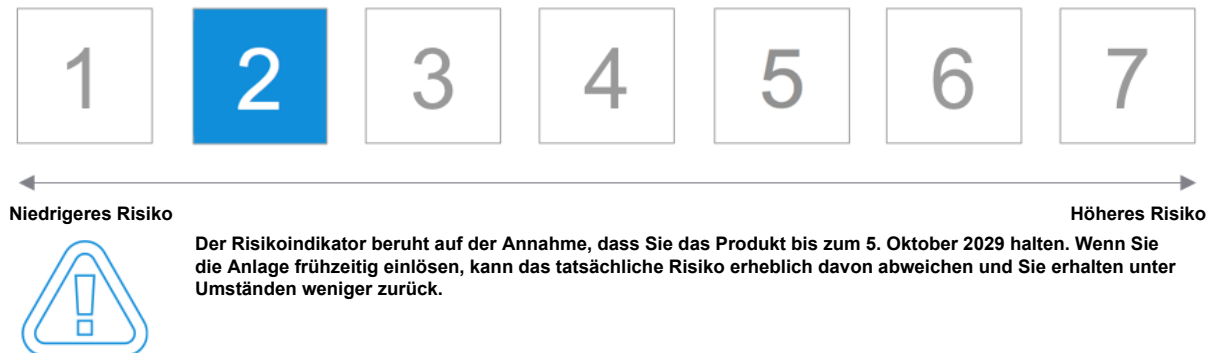 1 2 3 4 5 6 7
Niedrigeres Risiko Höheres Risiko
Der Risikoindikator beruht auf der Annahme, dass Sie das Produkt bis zum 5. Oktober 2029 halten. Wenn Sie
die Anlage frühzeitig einlösen, kann das tatsächliche Risiko erheblich davon abweichen und Sie erhalten unter
Umständen weniger zurück.